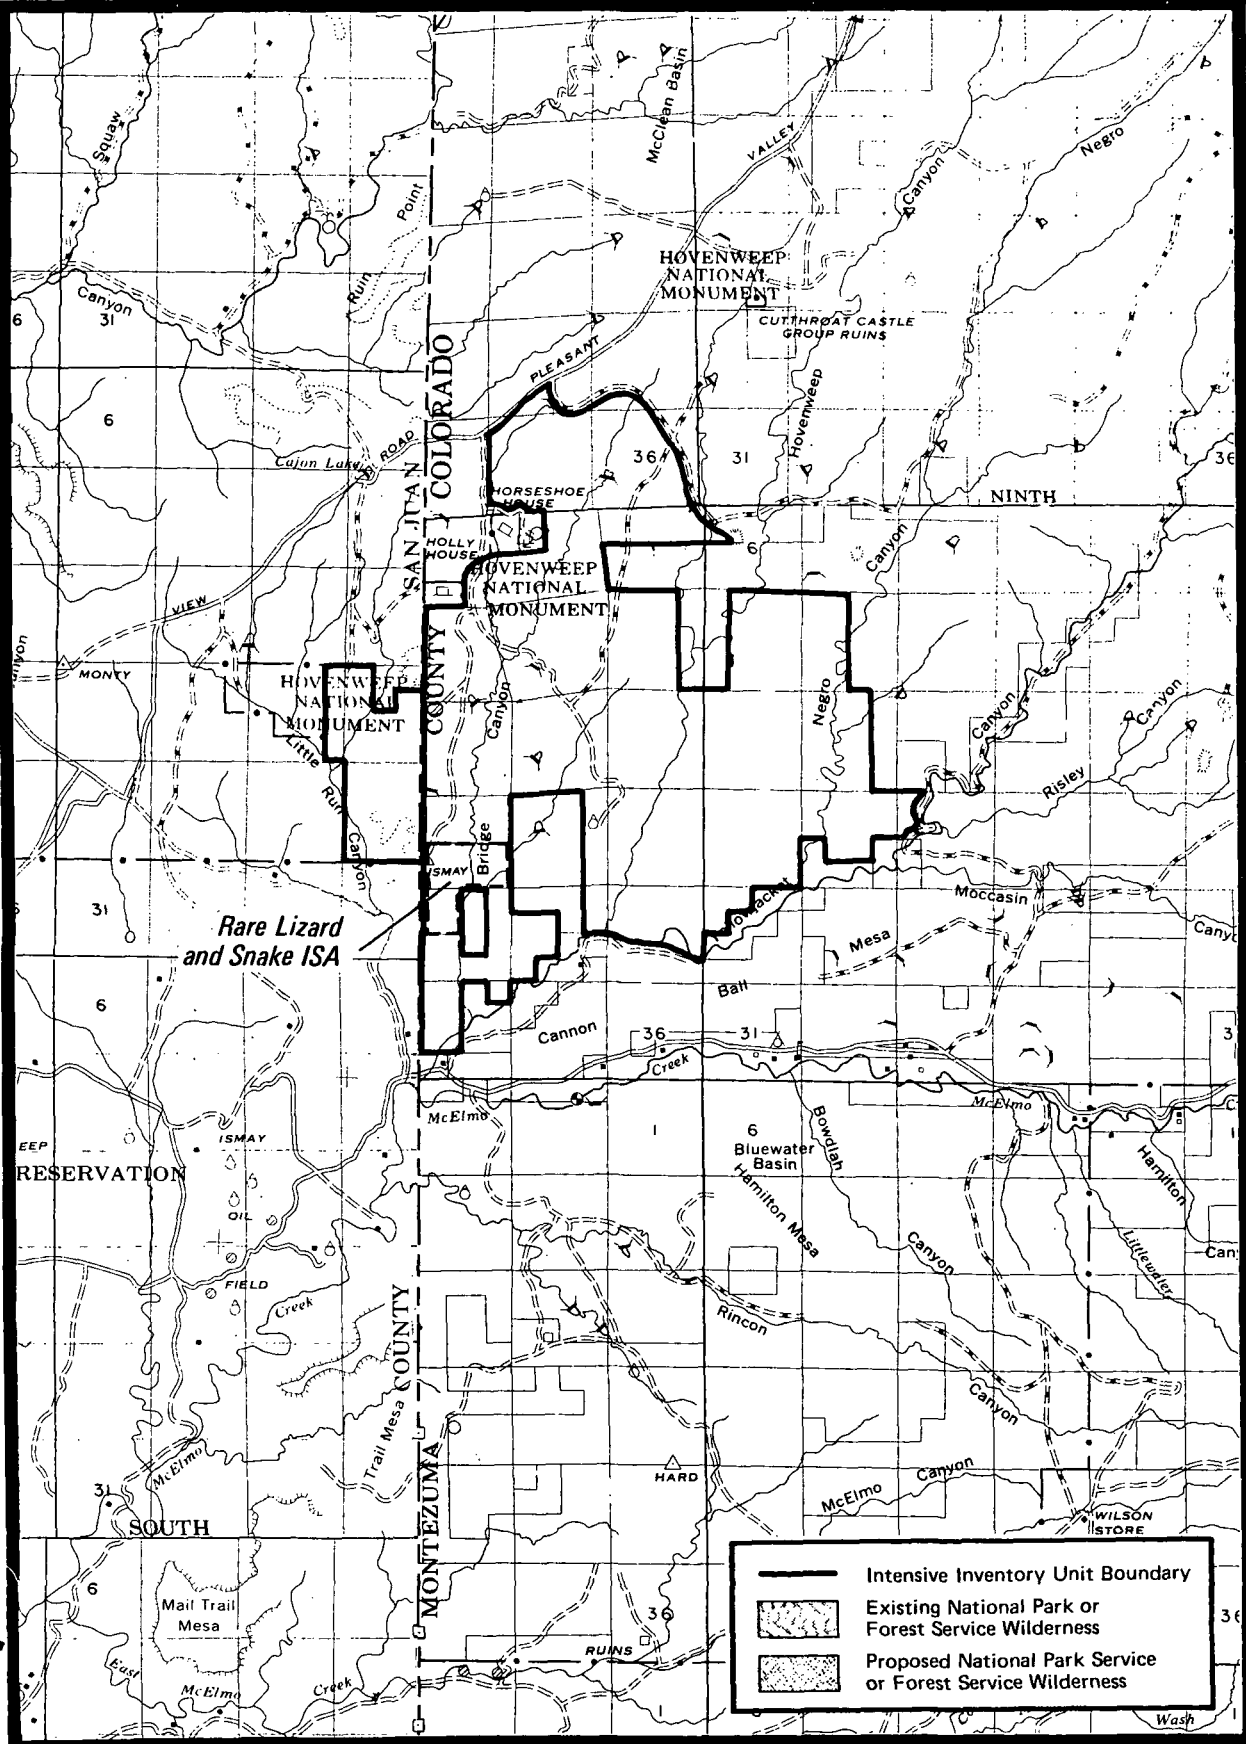 McClean Basin
Squaw
VALLEY
Negro
Canyon
Point
Ruin
HOVENWEEP
NATIONAL
MONUMENT
Canyon
6
31
CUTTHROAT CASTLE
GROUP RUINS
PLEASANT
COLORADO
Hovenweep
6
ROAD
Cajon Lake
SAN JUAN
36
31
36
HORSESHOE
HOUSE
NINTH
HOLLY
HOUSE
6
Canyon
HOVENWEEP
NATIONAL
MONUMENT
VIEW
COUNTY
MONTY
HOVENWEEP
NATIONAL
MONUMENT
Canyon
Negro
Canyon
Canyon
Little
Ruin
Canyon
Risley
Bridge
ISMAY
Moccasin
31
Rare Lizard
and Snake ISA
Mesa
Ball
6
Cannon
36
31
Creek
McElmo
McElmo
ISMAY
EEP
RESERVATION
1
6
Bluewater
Basin
Bowdlah
Hamilton Mesa
Hamilton
OIL
FIELD
Canyon
Littlewater
Can
Creek
Rincon
COUNTY
Trail Mesa
Canyon
McElmo
HARD
Canyon
McElmo
31
SOUTH
MONTEZUMA
WILSON
STORE
6
Mail Trail
Mesa
36
RUINS
East
McElmo
Creek
Intensive Inventory Unit Boundary
Existing National Park or
Forest Service Wilderness
Proposed National Park Service
or Forest Service Wilderness
Wash